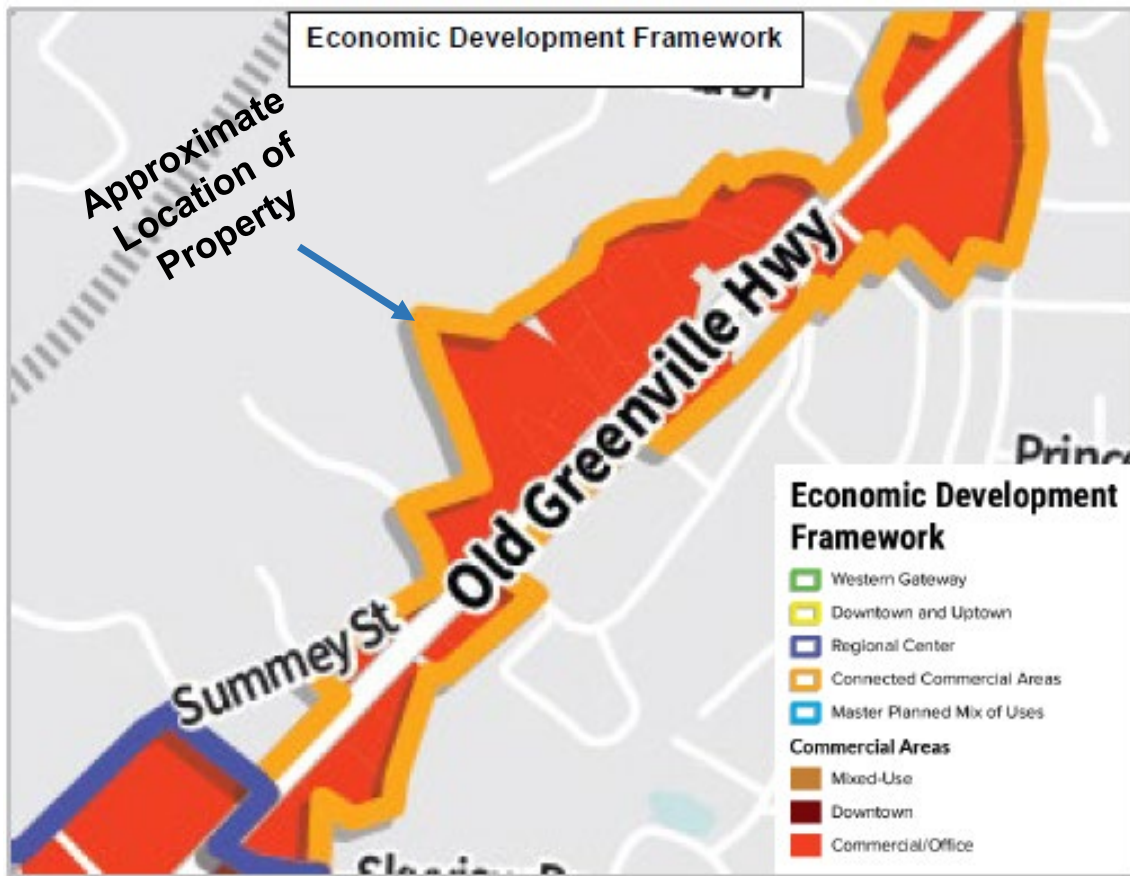 Economic Development Framework
Approximate
Location of
Property
Old Greenville Hwy
Summey St
Economic Development
Framework
Western Gateway
Downtown and Uptown
Regional Center
Connected Commercial Areas
Master Planned Mix of Uses
Commercial Areas
Mixed-Use
Downtown
Commercial/Office